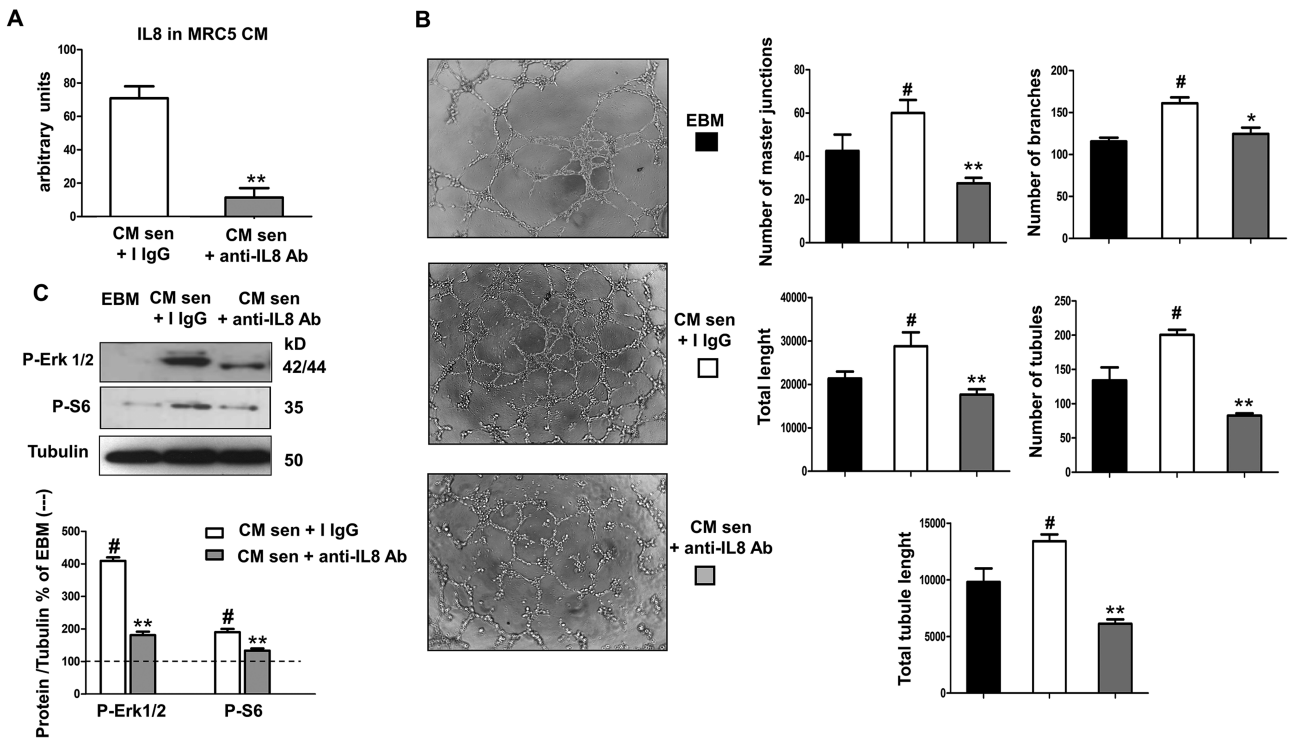 A
IL8 in MRC5 CM
arbitrary units
100
80
60
40
20
0
**
CM sen
+ I IgG
CM sen
+ anti-IL8 Ab
B
EBM
CM sen
+ I IgG
CM sen
+ anti-IL8 Ab
Number of master junctions
80
60
40
20
0
#
**
Number of branches
200
150
100
50
0
#
*
Total lenght
40000
30000
20000
10000
0
#
**
Number of tubules
250
200
150
100
50
0
#
**
Total tubule lenght
15000
10000
5000
0
#
**
C
EBM
CM sen
+ I IgG
CM sen
+ anti-IL8 Ab
kD
P-Erk 1/2
42/44
P-S6
35
Tubulin
50
Protein /Tubulin % of EBM (---)
500
400
300
200
100
0
CM sen + I IgG
CM sen + anti-IL8 Ab
#
**
#
**
P-Erk1/2
P-S6